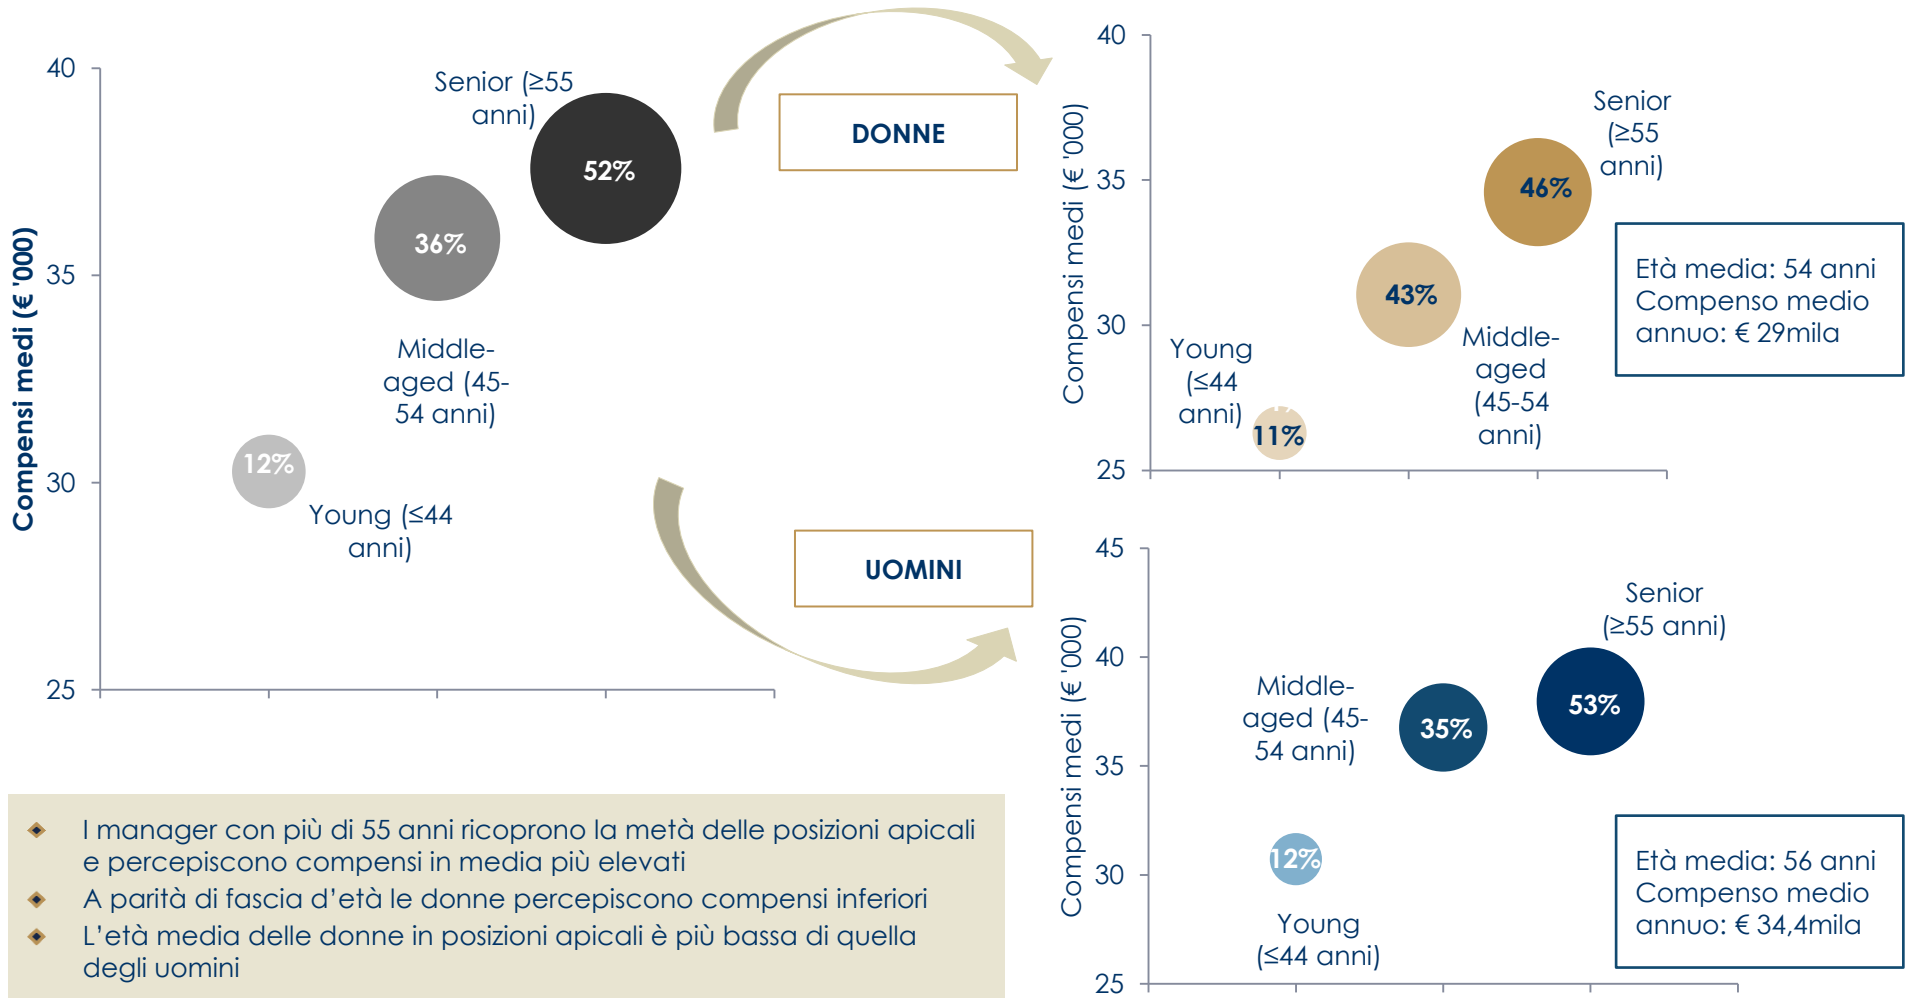 40
35
30
25
Compensi medi (€ '000)
Senior (≥55
anni)
52%
36%
Middle-
aged (45-
54 anni)
12%
Young (≤44
anni)
DONNE
UOMINI
40
35
30
25
Compensi medi (€ '000)
Senior
(≥55
anni)
46%
43%
Middle-
aged
(45-54
anni)
Young
(≤44
anni)
11%
Età media: 54 anni
Compenso medio
annuo: € 29mila
45
40
35
30
25
Compensi medi (€ '000)
Senior
(≥55 anni)
53%
Middle-
aged (45-
54 anni)
35%
12%
Young
(≤44 anni)
Età media: 56 anni
Compenso medio
annuo: € 34,4mila
I manager con più di 55 anni ricoprono la metà delle posizioni apicali
e percepiscono compensi in media più elevati
A parità di fascia d’età le donne percepiscono compensi inferiori
L’età media delle donne in posizioni apicali è più bassa di quella
degli uomini